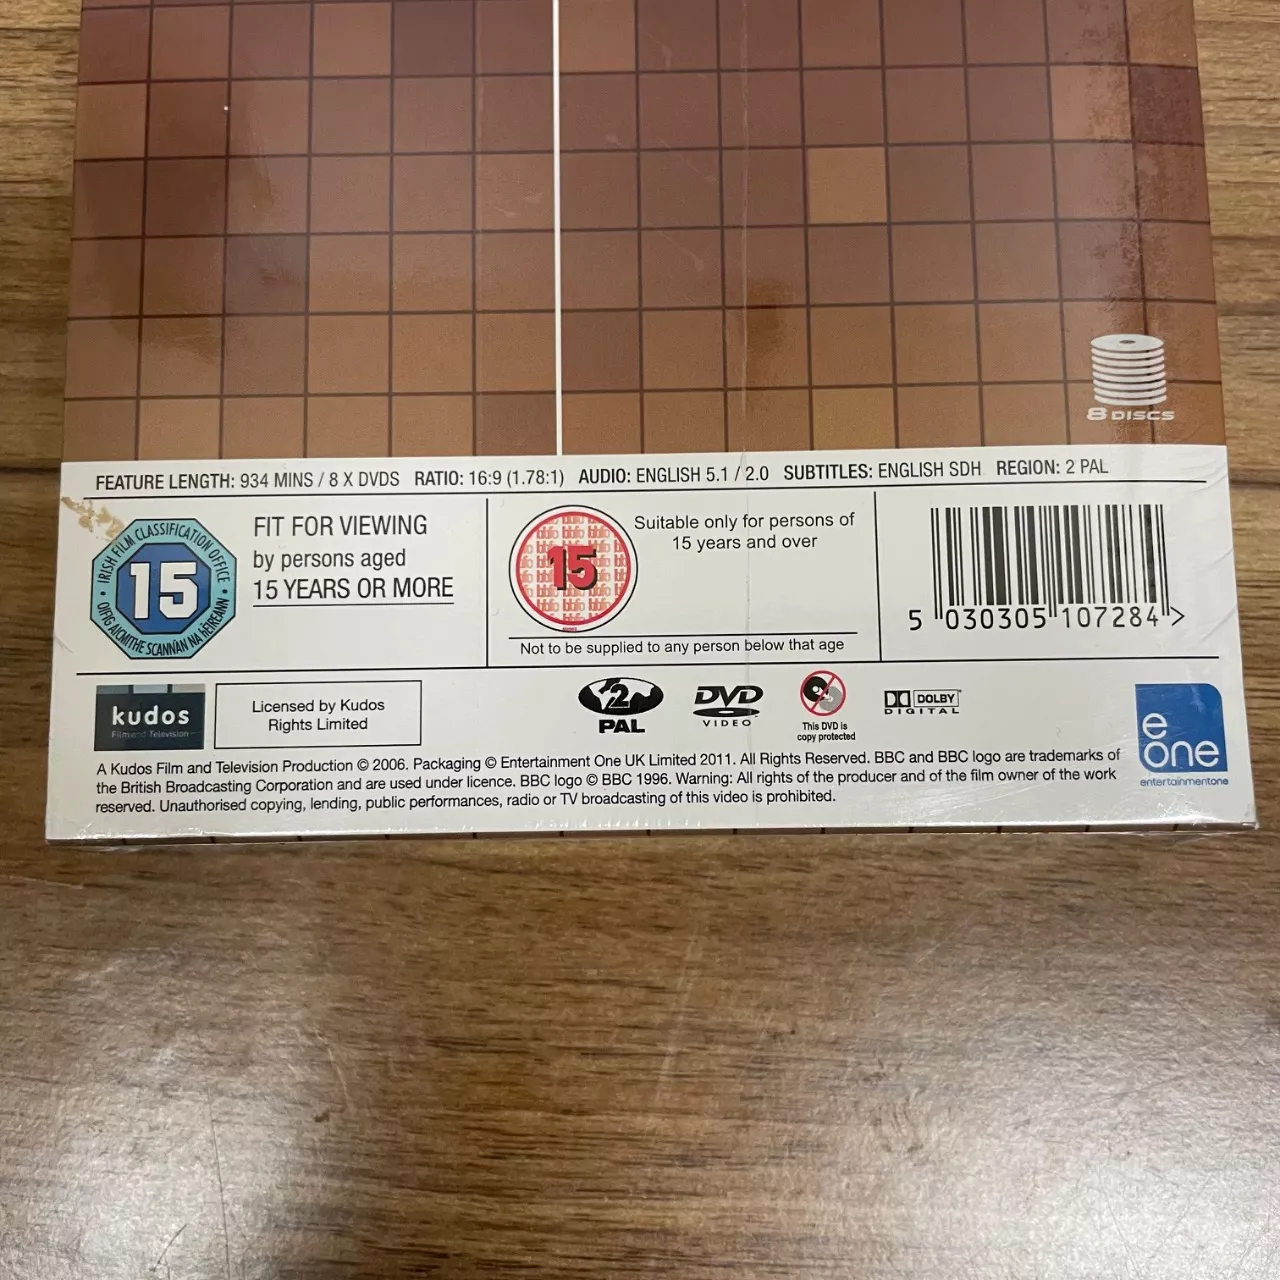 8 DISCS
FEATURE LENGTH: 934 MINS / 8 X DVDS RATIO: 16:9 (1.78:1) AUDIO: ENGLISH 5.1 / 2.0 SUBTITLES: ENGLISH SDH REGION: 2 PAL
IRISH FILM CLASSIFICATION OFFICE
15
OIFIG AICMITHE SCANNÁN NA hÉIREANN
FIT FOR VIEWING
by persons aged
15 YEARS OR MORE
15
Suitable only for persons of
15 years and over
Not to be supplied to any person below that age
5 030305 107284 >
kudos
Film and Television
Licensed by Kudos
Rights Limited
2
PAL
DVD
VIDEO
This DVD is
copy protected
DOLBY
DIGITAL
e
one
entertainmentone
A Kudos Film and Television Production © 2006. Packaging © Entertainment One UK Limited 2011. All Rights Reserved. BBC and BBC logo are trademarks of
the British Broadcasting Corporation and are used under licence. BBC logo © BBC 1996. Warning: All rights of the producer and of the film owner of the work
reserved. Unauthorised copying, lending, public performances, radio or TV broadcasting of this video is prohibited.